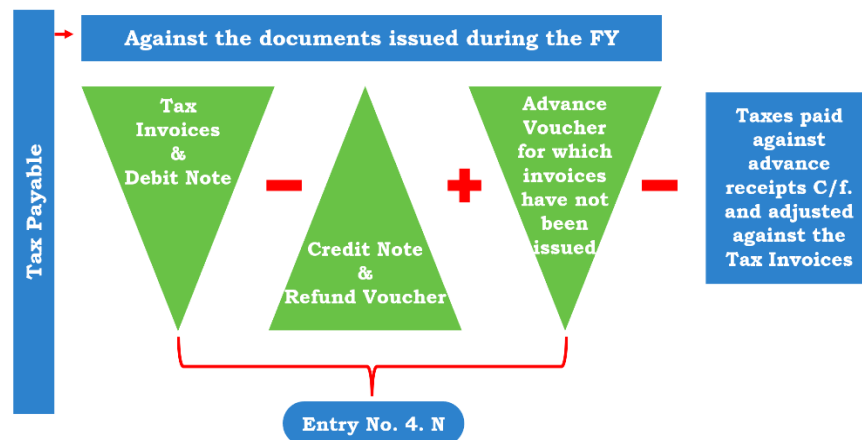 Tax Payable
Against the documents issued during the FY
Tax
Invoices
&
Debit Note
Credit Note
&
Refund Voucher
Advance
Voucher
for which
invoices
have not
been
issued
Taxes paid
against
advance
receipts C/f.
and adjusted
against the
Tax Invoices
Entry No. 4. N